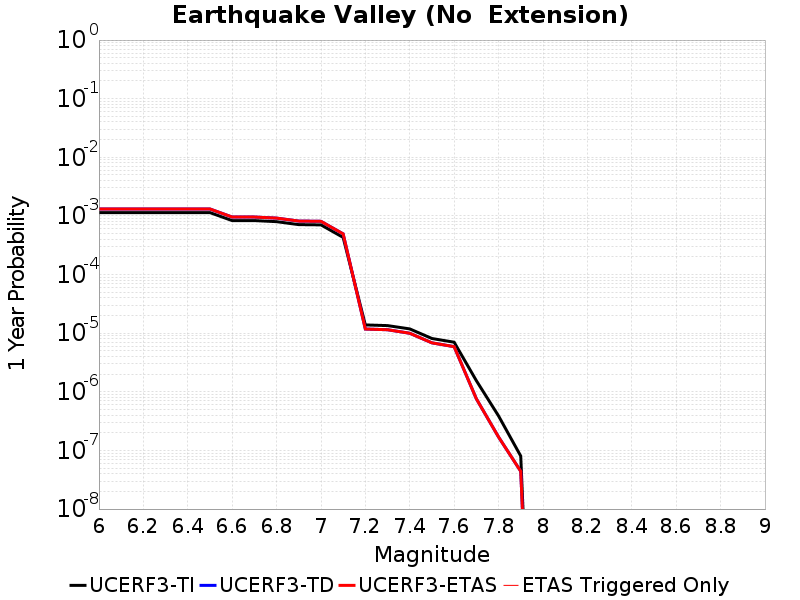 Earthquake Valley (No  Extension)
10^0
10^-1
10^-2
10^-3
10^-4
10^-5
10^-6
10^-7
10^-8
1 Year Probability
6 6.2 6.4 6.6 6.8 7 7.2 7.4 7.6 7.8 8 8.2 8.4 8.6 8.8 9
Magnitude
UCERF3-TI UCERF3-TD UCERF3-ETAS ETAS Triggered Only